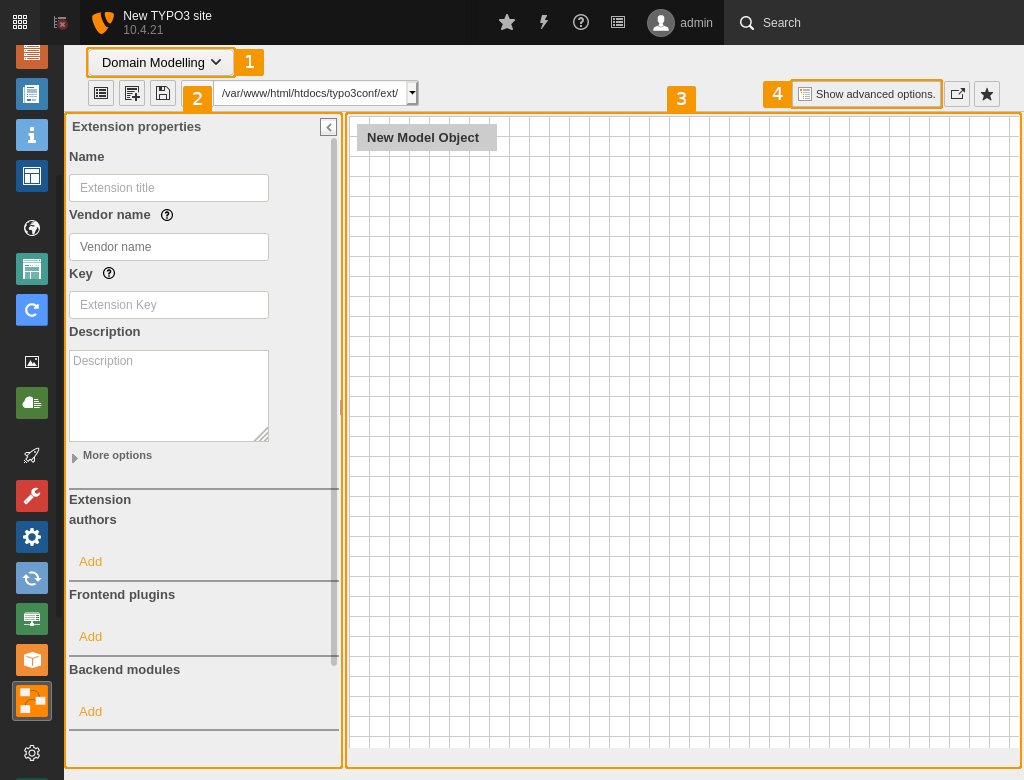 New TYPO3 site
10.4.21
admin
Search
Domain Modelling
1
2
/var/www/html/htdocs/typo3conf/ext/
3
4
Show advanced options.
Extension properties
New Model Object
Name
Extension title
Vendor name
Vendor name
Key
Extension Key
Description
Description
More options
Extension
authors
Add
Frontend plugins
Add
Backend modules
Add